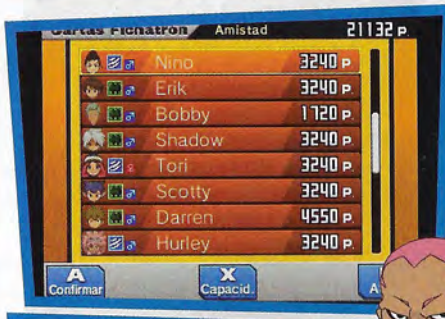 Cartas Fichatrón Amistad 21132 P.
Nino 3240 P.
Erik 3240 P.
Bobby 1720 P.
Shadow 3240 P.
Tori 3240 P.
Scotty 3240 P.
Darren 4550 P.
Hurley 3240 P.
A X A
Confirmar Capacid.